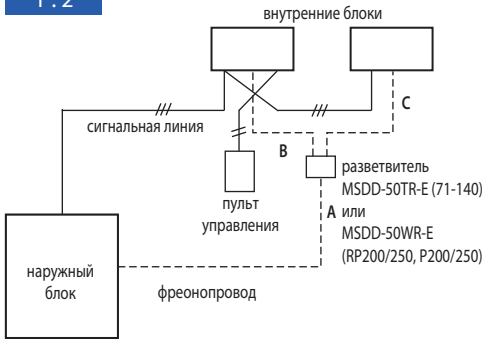 1 : 2
внутренние блоки
сигнальная линия
C
B
пульт
управления
разветвитель
MSDD-50TR-E (71-140)
A или
MSDD-50WR-E
(RP200/250, P200/250)
наружный
блок
фреонопровод